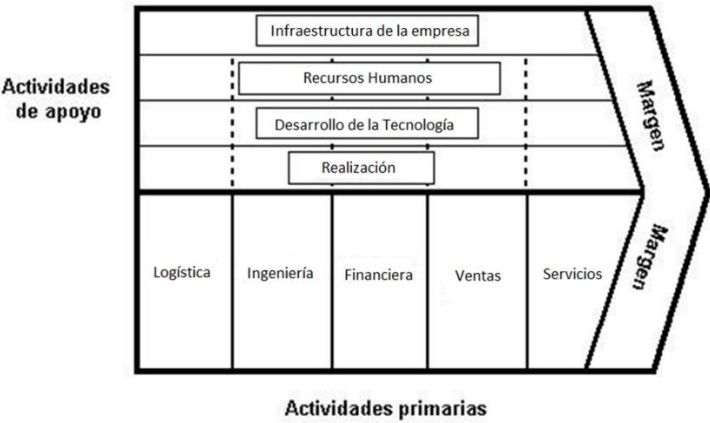 Infraestructura de la empresa
Actividades
de apoyo
Recursos Humanos
Desarrollo de la Tecnología
Realización
Margen
Logística
Ingeniería
Financiera
Ventas
Servicios
Margen
Actividades primarias